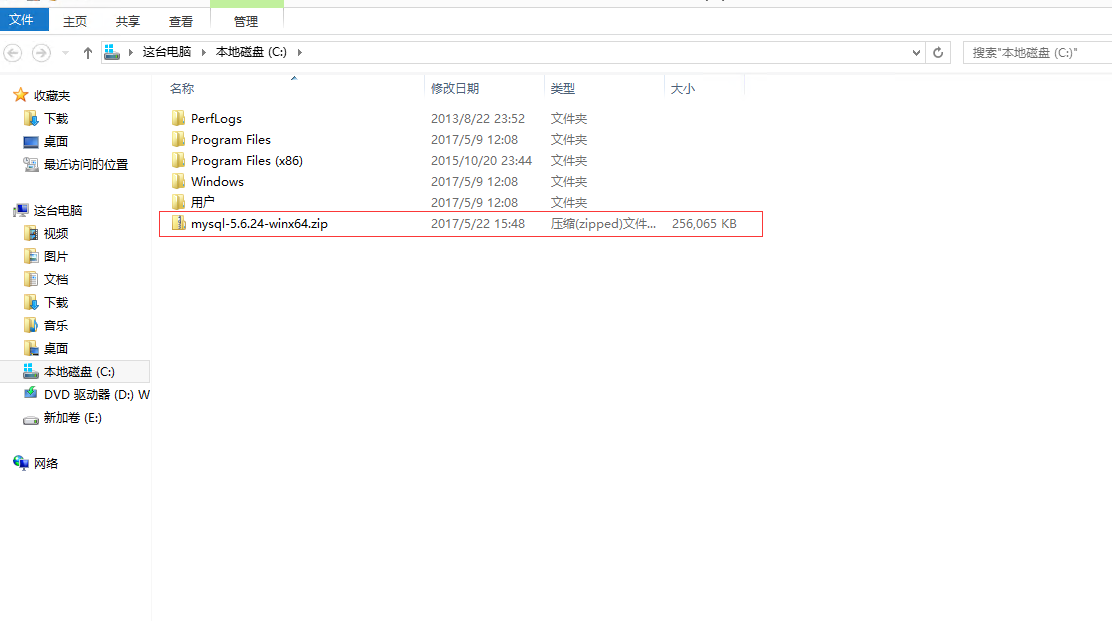 文件 主页 共享 查看 管理
这台电脑 本地磁盘 (C:) 搜索"本地磁盘 (C:)"
名称 修改日期 类型 大小
收藏夹
下载
桌面
最近访问的位置
这台电脑
视频
图片
文档
下载
音乐
桌面
本地磁盘 (C:)
DVD 驱动器 (D:) W
新加卷 (E:)
网络
PerfLogs 2013/8/22 23:52 文件夹
Program Files 2017/5/9 12:08 文件夹
Program Files (x86) 2015/10/20 23:44 文件夹
Windows 2017/5/9 12:08 文件夹
用户 2017/5/9 12:08 文件夹
mysql-5.6.24-winx64.zip 2017/5/22 15:48 压缩(zipped)文件... 256,065 KB